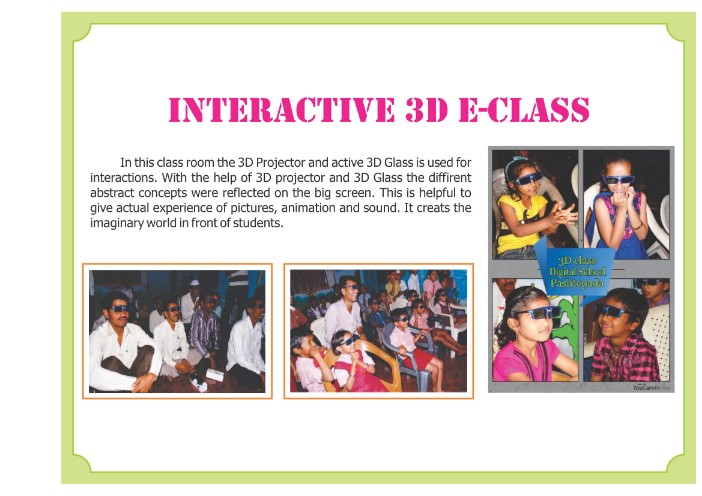 INTERACTIVE 3D E-CLASS
In this class room the 3D Projector and active 3D Glass is used for
interactions. With the help of 3D projector and 3D Glass the diffirent
abstract concepts were reflected on the big screen. This is helpful to
give actual experience of pictures, animation and sound. It creats the
imaginary world in front of students.
3D class
Digital School
Pashtepada